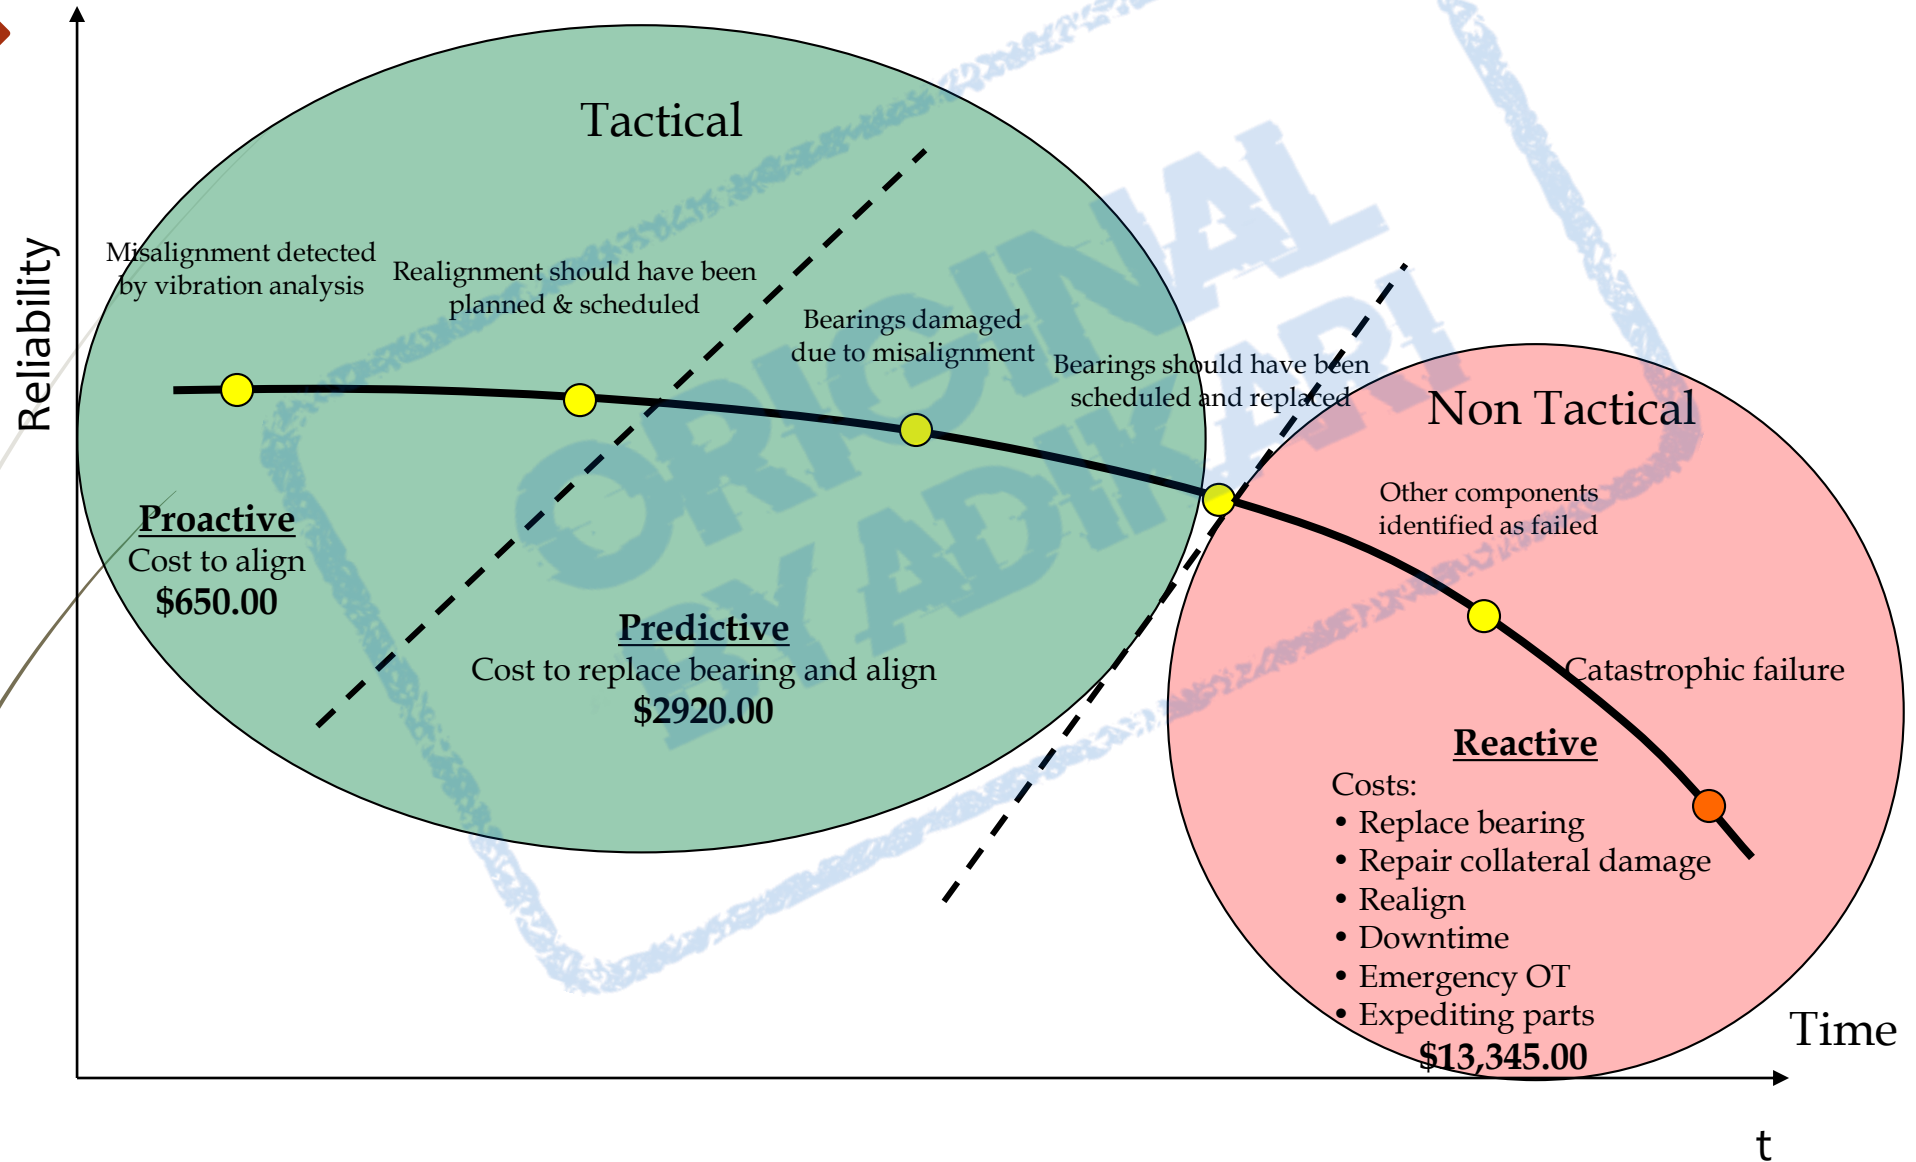 Tactical
Misalignment detected
by vibration analysis
Realignment should have been
planned & scheduled
Bearings damaged
due to misalignment
Bearings should have been
scheduled and replaced
Non Tactical
Reliability
Other components
identified as failed
Proactive
Cost to align
$650.00
Predictive
Cost to replace bearing and align
$2920.00
Catastrophic failure
Reactive
Costs:
• Replace bearing
• Repair collateral damage
• Realign
• Downtime
• Emergency OT
• Expediting parts
$13,345.00
Time
t
ORIGINAL
BY ADIKARI